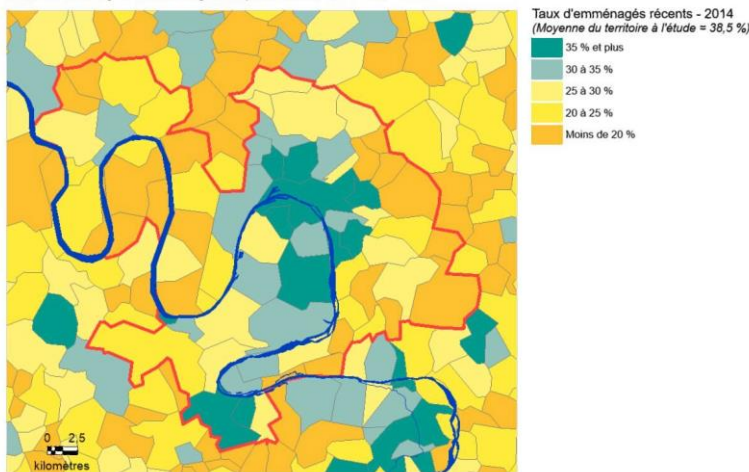 Taux d'emménagés récents - 2014
(Moyenne du territoire à l'étude = 38,5 %)
35 % et plus
30 à 35 %
25 à 30 %
20 à 25 %
Moins de 20 %
0 2,5
kilomètres